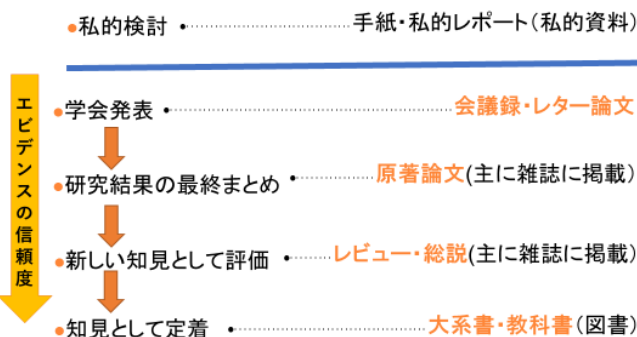 ●私的検討 •手紙・私的レポート(私的資料)
エビデンスの信頼度
●学会発表 •会議録・レター論文
●研究結果の最終まとめ •原著論文(主に雑誌に掲載)
●新しい知見として評価 •レビュー・総説(主に雑誌に掲載)
●知見として定着 •大系書・教科書(図書)